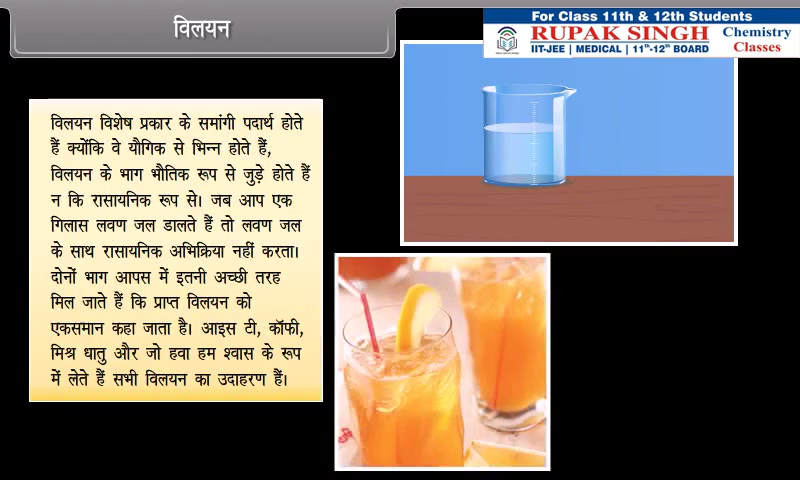 विलयन
For Class 11th & 12th Students
RUPAK SINGH
Chemistry
Classes
IIT-JEE | MEDICAL | 11th-12th BOARD
विलयन विशेष प्रकार के समांगी पदार्थ होते
हैं क्योंकि वे यौगिक से भिन्न होते हैं,
विलयन के भाग भौतिक रूप से जुड़े होते हैं
न कि रासायनिक रूप से। जब आप एक
गिलास लवण जल डालते हैं तो लवण जल
के साथ रासायनिक अभिक्रिया नहीं करता।
दोनों भाग आपस में इतनी अच्छी तरह
मिल जाते हैं कि प्राप्त विलयन को
एकसमान कहा जाता है। आइस टी, कॉफी,
मिश्र धातु और जो हवा हम श्वास के रूप
में लेते हैं सभी विलयन का उदाहरण हैं।